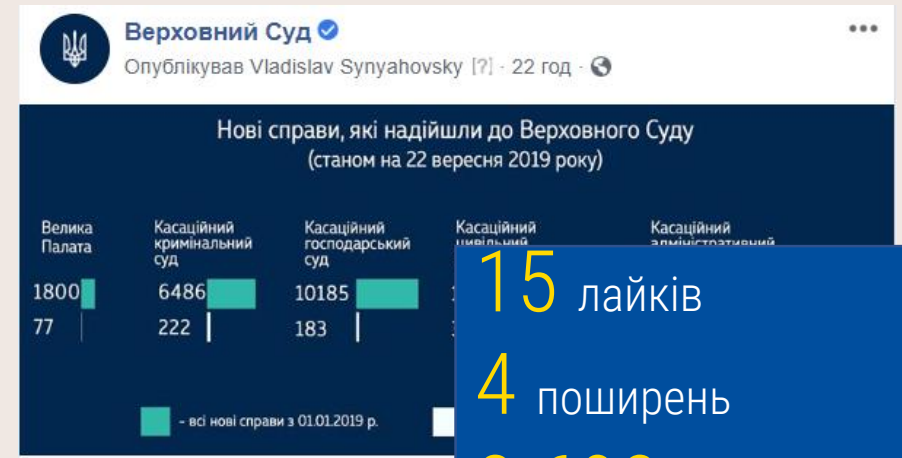 Верховний Суд
Опублікував Vladislav Synyahovsky [?] · 22 год ·
Нові справи, які надійшли до Верховного Суду
(станом на 22 вересня 2019 року)
Велика
Палата
1800
77
Касаційний
кримінальний
суд
6486
222
Касаційний
господарський
суд
10185
183
Касаційний
цивільний
Касаційний
адміністративний
- всі нові справи з 01.01.2019 р.
15 лайків
4 поширень